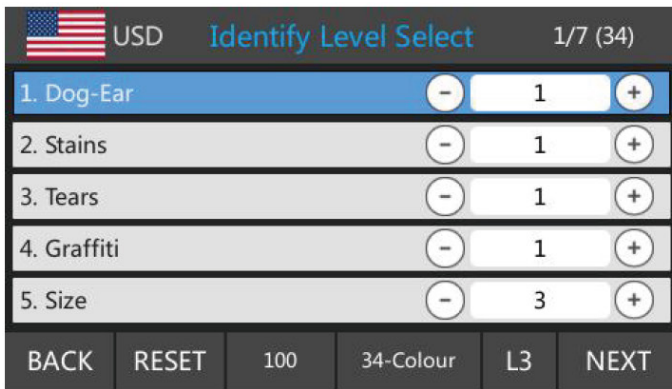 USD Identify Level Select 1/7 (34)
1. Dog-Ear - 1 +
2. Stains - 1 +
3. Tears - 1 +
4. Graffiti - 1 +
5. Size - 3 +
BACK RESET 100 34-Colour L3 NEXT